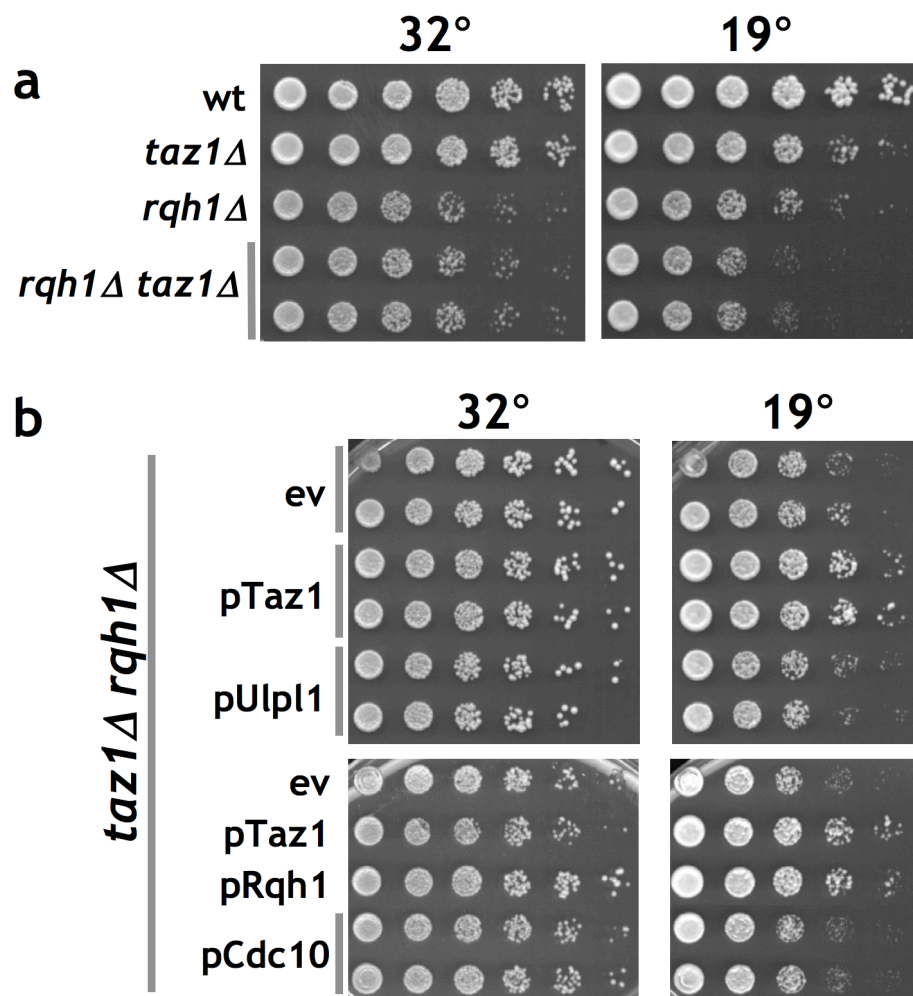 32° 19°
a
wt
taz1Δ
rqh1Δ
rqh1Δ taz1Δ
b
32° 19°
taz1Δ rqh1Δ
ev
pTaz1
pUlpl1
ev
pTaz1
pRqh1
pCdc10